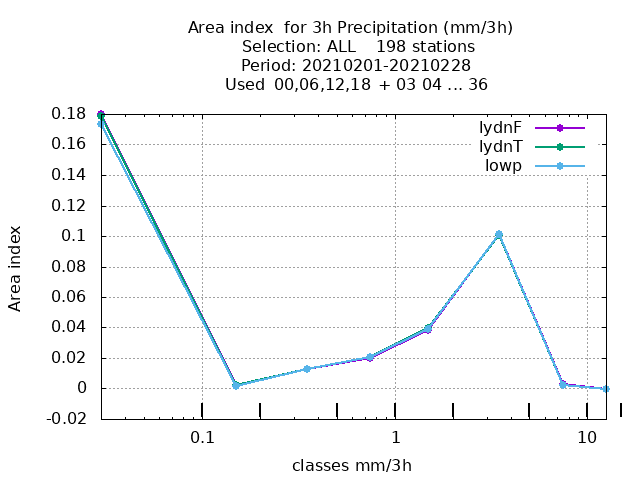 Area index  for 3h Precipitation (mm/3h)
Selection: ALL    198 stations
Period: 20210201-20210228
Used  00,06,12,18  + 03 04 ... 36
0.18
0.16
0.14
0.12
0.1
0.08
0.06
0.04
0.02
0
-0.02
Area index
lydnF
lydnT
lowp
0.1
1
10
classes mm/3h